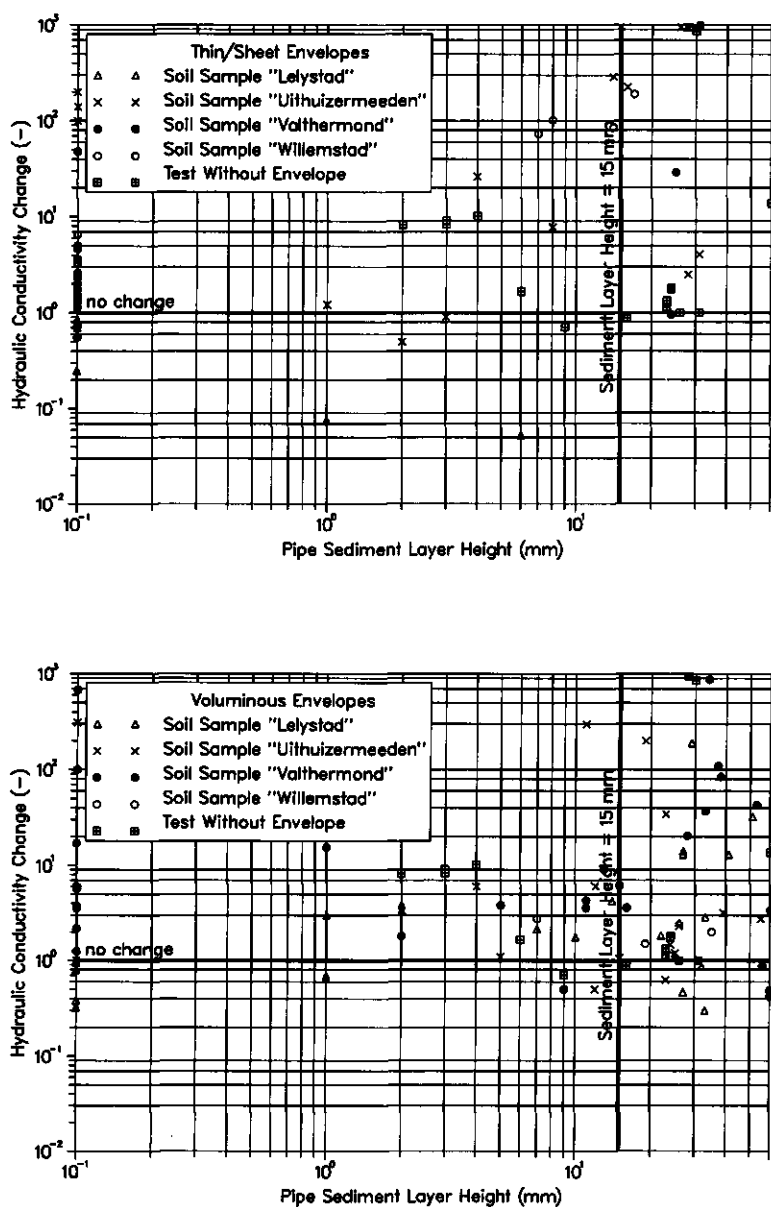 Thin/Sheet Envelopes
Soil Sample "Lelystad"
Soil Sample "Uithuizermeeden"
Soil Sample "Valthermond"
Soil Sample "Willemstad"
Test Without Envelope
Hydraulic Conductivity Change (-)
10³
10²
10¹
10⁰
10⁻¹
10⁻²
no change
Sediment Layer Height = 15 mm
10⁻¹
10⁰
10¹
Pipe Sediment Layer Height (mm)
Voluminous Envelopes
Soil Sample "Lelystad"
Soil Sample "Uithuizermeeden"
Soil Sample "Valthermond"
Soil Sample "Willemstad"
Test Without Envelope
Hydraulic Conductivity Change (-)
10³
10²
10¹
10⁰
10⁻¹
10⁻²
no change
Sediment Layer Height = 15 mm
10⁻¹
10⁰
10¹
Pipe Sediment Layer Height (mm)